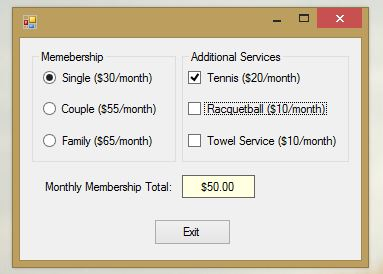 Memebership
Single ($30/month)
Couple ($55/month)
Family ($65/month)
Additional Services
Tennis ($20/month)
Racquetball ($10/month)
Towel Service ($10/month)
Monthly Membership Total: $50.00
Exit